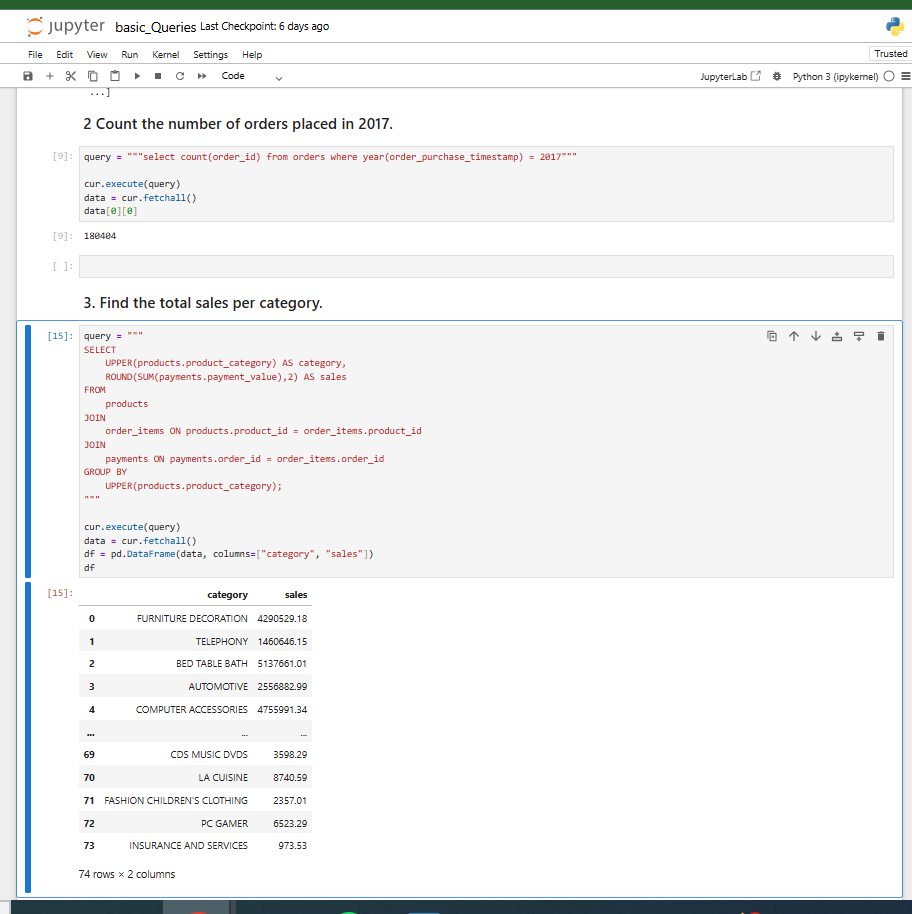 jupyter basic_Queries Last Checkpoint: 6 days ago
File Edit View Run Kernel Settings Help
Trusted
Code
JupyterLab
Python 3 (ipykernel)
...]
2 Count the number of orders placed in 2017.
[9]: query = """select count(order_id) from orders where year(order_purchase_timestamp) = 2017"""
cur.execute(query)
data = cur.fetchall()
data[0][0]
[9]: 180404
[ ]:
3. Find the total sales per category.
[15]: query = """
SELECT
UPPER(products.product_category) AS category,
ROUND(SUM(payments.payment_value),2) AS sales
FROM
products
JOIN
order_items ON products.product_id = order_items.product_id
JOIN
payments ON payments.order_id = order_items.order_id
GROUP BY
UPPER(products.product_category);
"""
cur.execute(query)
data = cur.fetchall()
df = pd.DataFrame(data, columns=["category", "sales"])
df
[15]: category sales
0 FURNITURE DECORATION 4290529.18
1 TELEPHONY 1460646.15
2 BED TABLE BATH 5137661.01
3 AUTOMOTIVE 2556882.99
4 COMPUTER ACCESSORIES 4755991.34
... ... ...
69 CDS MUSIC DVDS 3598.29
70 LA CUISINE 8740.59
71 FASHION CHILDREN'S CLOTHING 2357.01
72 PC GAMER 6523.29
73 INSURANCE AND SERVICES 973.53
74 rows × 2 columns